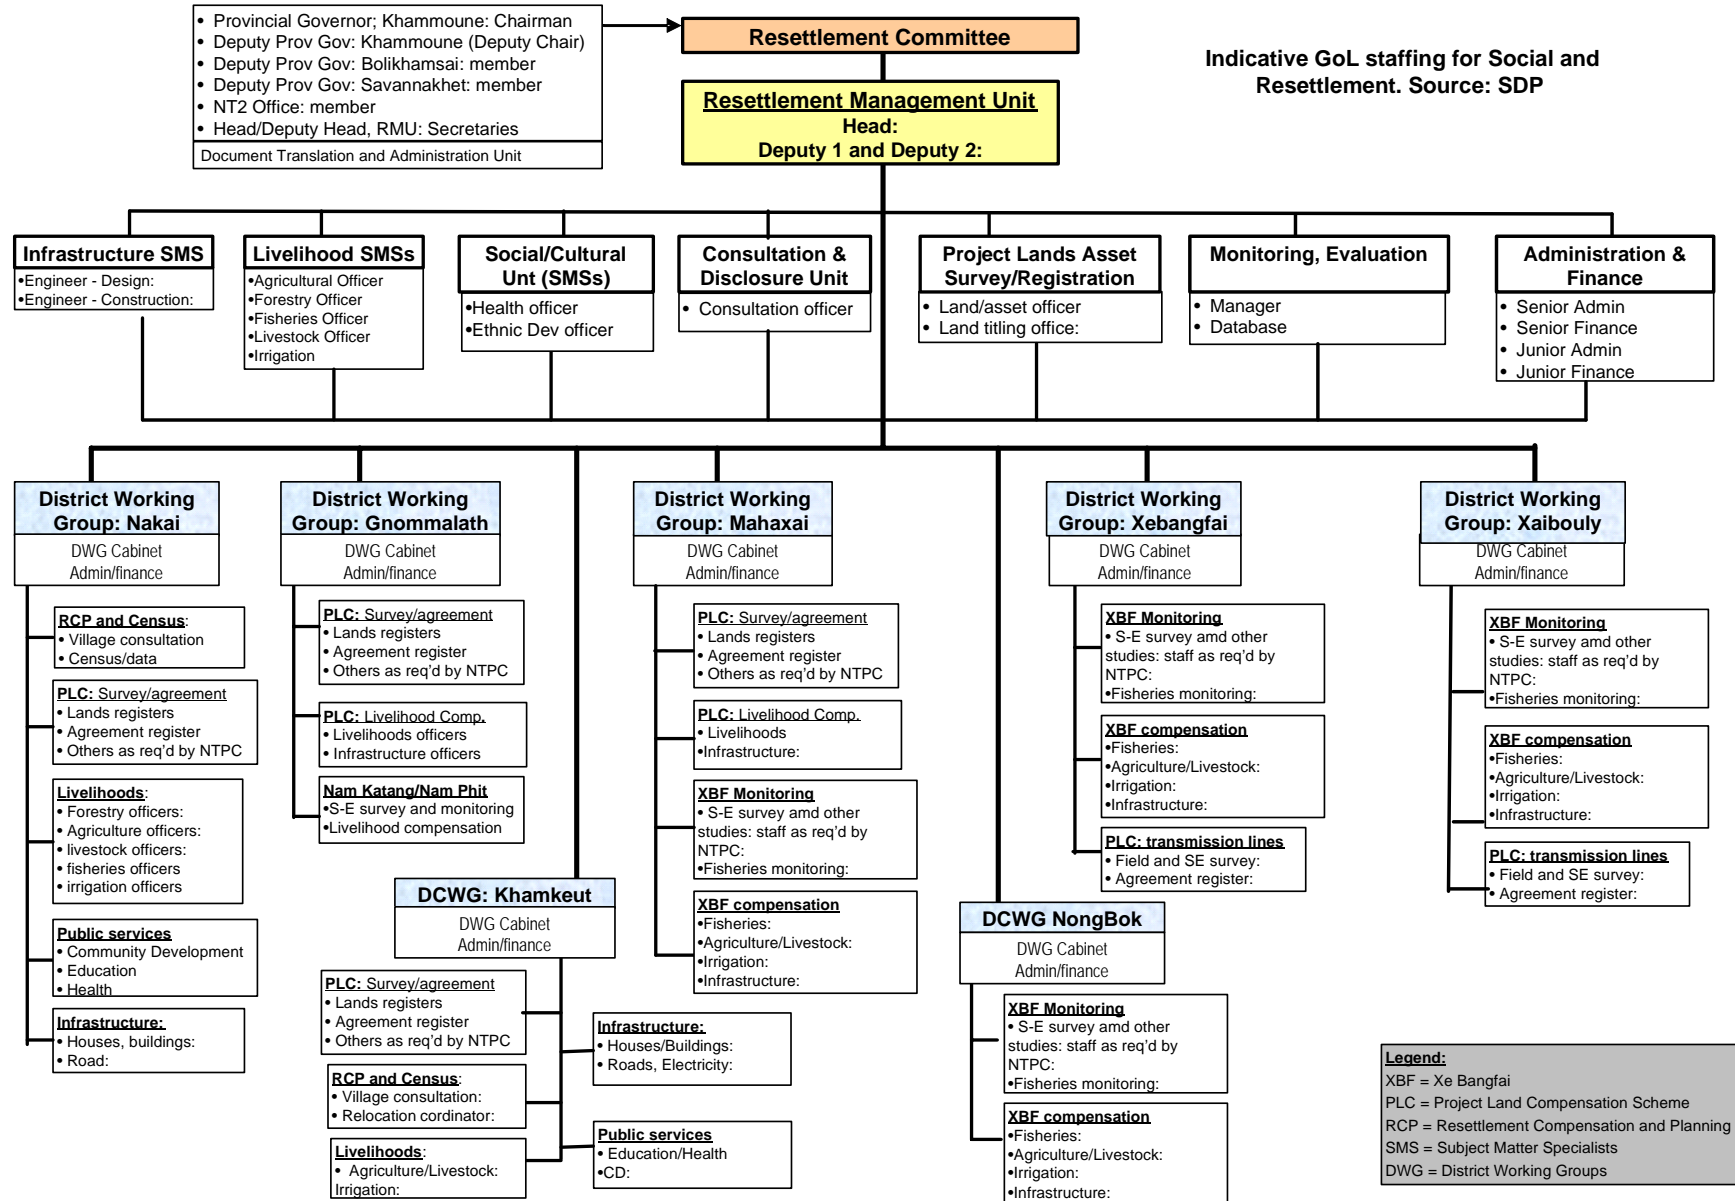 • Provincial Governor; Khammoune: Chairman
• Deputy Prov Gov: Khammoune (Deputy Chair)
• Deputy Prov Gov: Bolikhamsai: member
• Deputy Prov Gov: Savannakhet: member
• NT2 Office: member
• Head/Deputy Head, RMU: Secretaries
Document Translation and Administration Unit
Resettlement Committee
Resettlement Management Unit
Head:
Deputy 1 and Deputy 2:
Indicative GoL staffing for Social and
Resettlement. Source: SDP
Infrastructure SMS
•Engineer - Design:
•Engineer - Construction:
Livelihood SMSs
•Agricultural Officer
•Forestry Officer
•Fisheries Officer
•Livestock Officer
•Irrigation
Social/Cultural
Unt (SMSs)
•Health officer
•Ethnic Dev officer
Consultation &
Disclosure Unit
• Consultation officer
Project Lands Asset
Survey/Registration
• Land/asset officer
• Land titling office:
Monitoring, Evaluation
• Manager
• Database
Administration &
Finance
• Senior Admin
• Senior Finance
• Junior Admin
• Junior Finance
District Working
Group: Nakai
DWG Cabinet
Admin/finance
RCP and Census:
• Village consultation
• Census/data
PLC: Survey/agreement
• Lands registers
• Agreement register
• Others as req'd by NTPC
Livelihoods:
• Forestry officers:
• Agriculture officers:
• livestock officers:
• fisheries officers
• irrigation officers
Public services
• Community Development
• Education
• Health
Infrastructure:
• Houses, buildings:
• Road:
District Working
Group: Gnommalath
DWG Cabinet
Admin/finance
PLC: Survey/agreement
• Lands registers
• Agreement register
• Others as req'd by NTPC
PLC: Livelihood Comp,
• Livelihoods officers
• Infrastructure officers
Nam Katang/Nam Phit
•S-E survey and monitoring
•Livelihood compensation
DCWG: Khamkeut
DWG Cabinet
Admin/finance
PLC: Survey/agreement
• Lands registers
• Agreement register
• Others as req'd by NTPC
RCP and Census:
• Village consultation:
• Relocation cordinator:
Livelihoods:
• Agriculture/Livestock:
Irrigation:
Infrastructure:
• Houses/Buildings:
• Roads, Electricity:
Public services
• Education/Health
•CD:
District Working
Group: Mahaxai
DWG Cabinet
Admin/finance
PLC: Survey/agreement
• Lands registers
• Agreement register
• Others as req'd by NTPC
PLC: Livelihood Comp,
• Livelihoods
•Infrastructure:
XBF Monitoring
• S-E survey amd other
studies: staff as req'd by
NTPC:
•Fisheries monitoring:
XBF compensation
•Fisheries:
•Agriculture/Livestock:
•Irrigation:
•Infrastructure:
DCWG NongBok
DWG Cabinet
Admin/finance
XBF Monitoring
• S-E survey amd other
studies: staff as req'd by
NTPC:
•Fisheries monitoring:
XBF compensation
•Fisheries:
•Agriculture/Livestock:
•Irrigation:
•Infrastructure:
District Working
Group: Xebangfai
DWG Cabinet
Admin/finance
XBF Monitoring
• S-E survey amd other
studies: staff as req'd by
NTPC:
•Fisheries monitoring:
XBF compensation
•Fisheries:
•Agriculture/Livestock:
•Irrigation:
•Infrastructure:
PLC: transmission lines
• Field and SE survey:
• Agreement register:
District Working
Group: Xaibouly
DWG Cabinet
Admin/finance
XBF Monitoring
• S-E survey amd other
studies: staff as req'd by
NTPC:
•Fisheries monitoring:
XBF compensation
•Fisheries:
•Agriculture/Livestock:
•Irrigation:
•Infrastructure:
PLC: transmission lines
• Field and SE survey:
• Agreement register:
Legend:
XBF = Xe Bangfai
PLC = Project Land Compensation Scheme
RCP = Resettlement Compensation and Planning
SMS = Subject Matter Specialists
DWG = District Working Groups